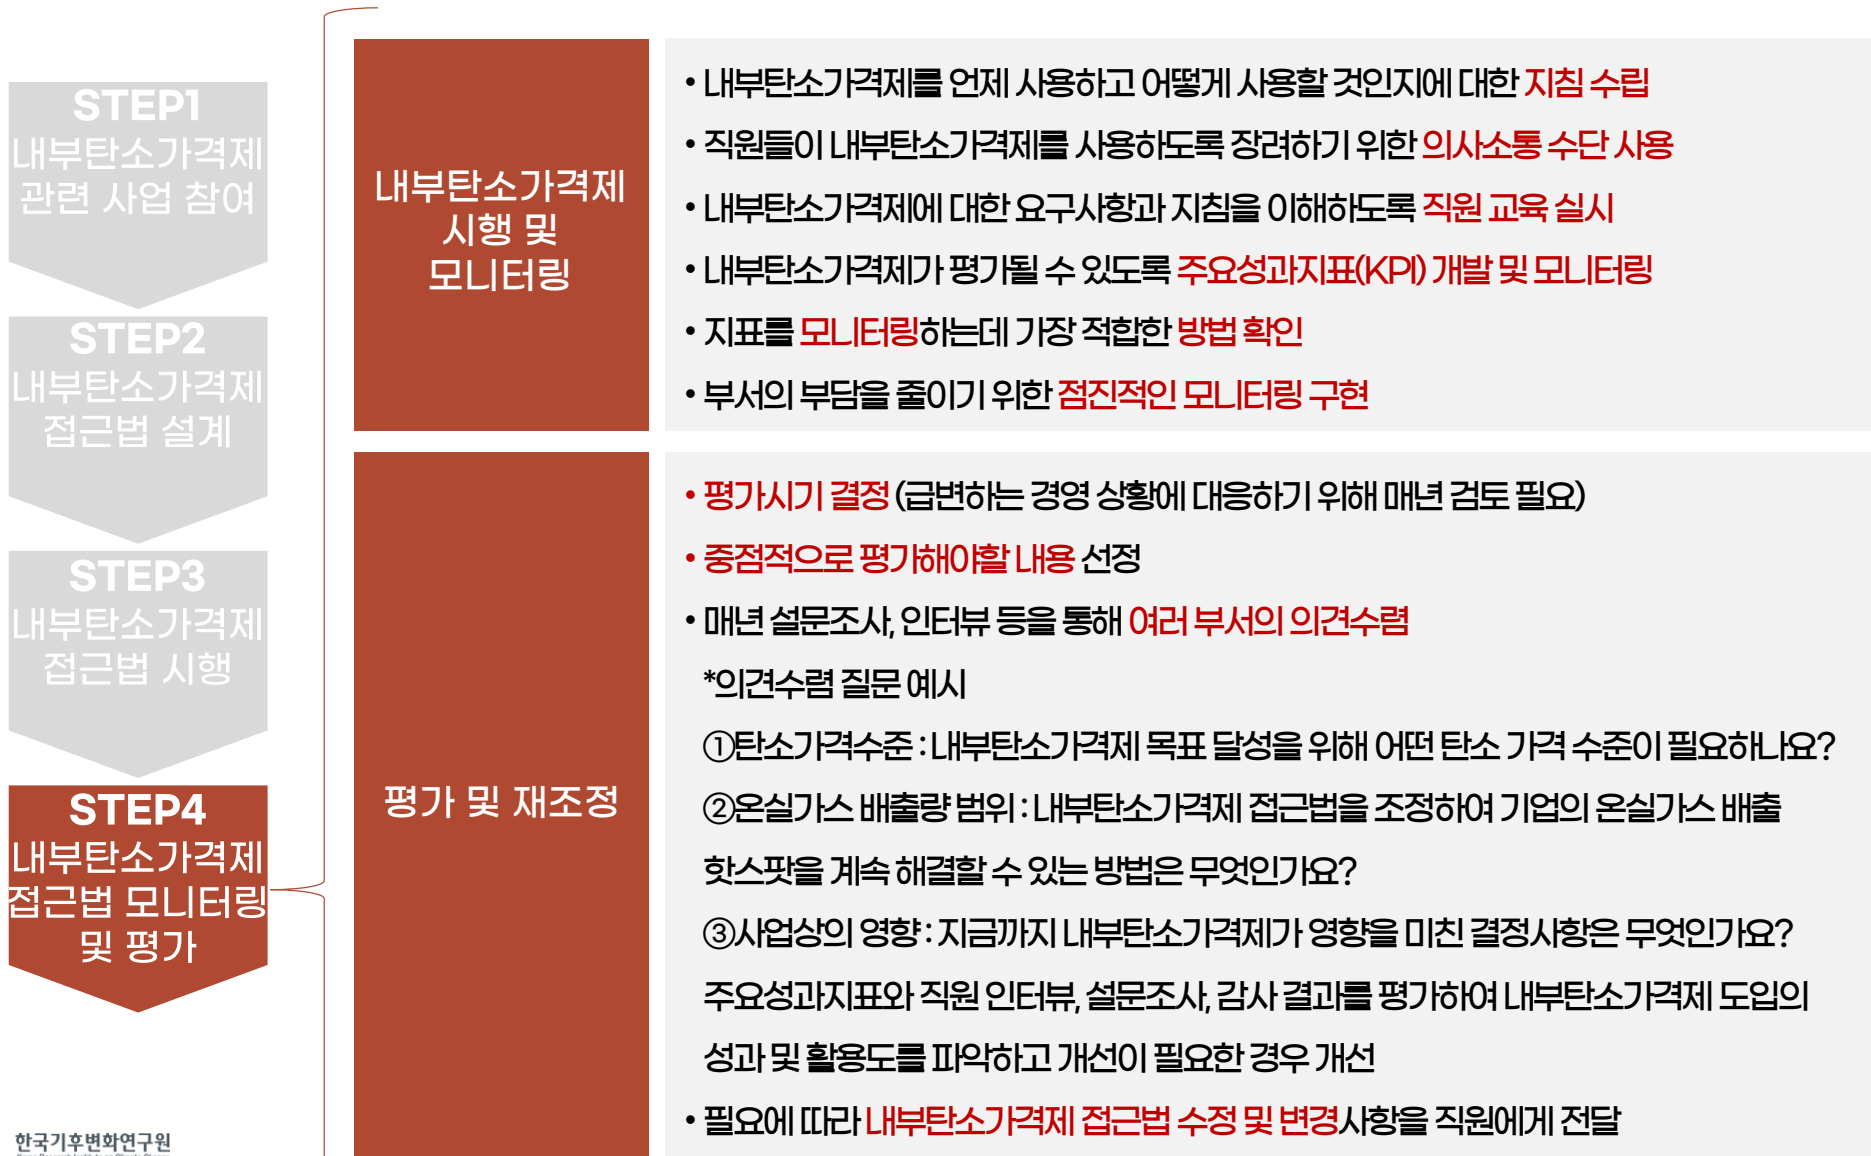 STEP1
내부탄소가격제
관련 사업 참여
STEP2
내부탄소가격제
접근법 설계
STEP3
내부탄소가격제
접근법 시행
STEP4
내부탄소가격제
접근법 모니터링
및 평가
내부탄소가격제
시행 및
모니터링
• 내부탄소가격제를 언제 사용하고 어떻게 사용할 것인지에 대한 지침 수립
• 직원들이 내부탄소가격제를 사용하도록 장려하기 위한 의사소통 수단 사용
• 내부탄소가격제에 대한 요구사항과 지침을 이해하도록 직원 교육 실시
• 내부탄소가격제가 평가될 수 있도록 주요성과지표(KPI) 개발 및 모니터링
• 지표를 모니터링하는데 가장 적합한 방법 확인
• 부서의 부담을 줄이기 위한 점진적인 모니터링 구현
평가 및 재조정
• 평가시기 결정 (급변하는 경영 상황에 대응하기 위해 매년 검토 필요)
• 중점적으로 평가해야할 내용 선정
• 매년 설문조사, 인터뷰 등을 통해 여러 부서의 의견수렴
*의견수렴 질문 예시
①탄소가격수준 : 내부탄소가격제 목표 달성을 위해 어떤 탄소 가격 수준이 필요하나요?
②온실가스 배출량 범위 : 내부탄소가격제 접근법을 조정하여 기업의 온실가스 배출
핫스팟을 계속 해결할 수 있는 방법은 무엇인가요?
③사업상의 영향 : 지금까지 내부탄소가격제가 영향을 미친 결정사항은 무엇인가요?
주요성과지표와 직원 인터뷰, 설문조사, 감사 결과를 평가하여 내부탄소가격제 도입의
성과 및 활용도를 파악하고 개선이 필요한 경우 개선
• 필요에 따라 내부탄소가격제 접근법 수정 및 변경사항을 직원에게 전달
한국기후변화연구원